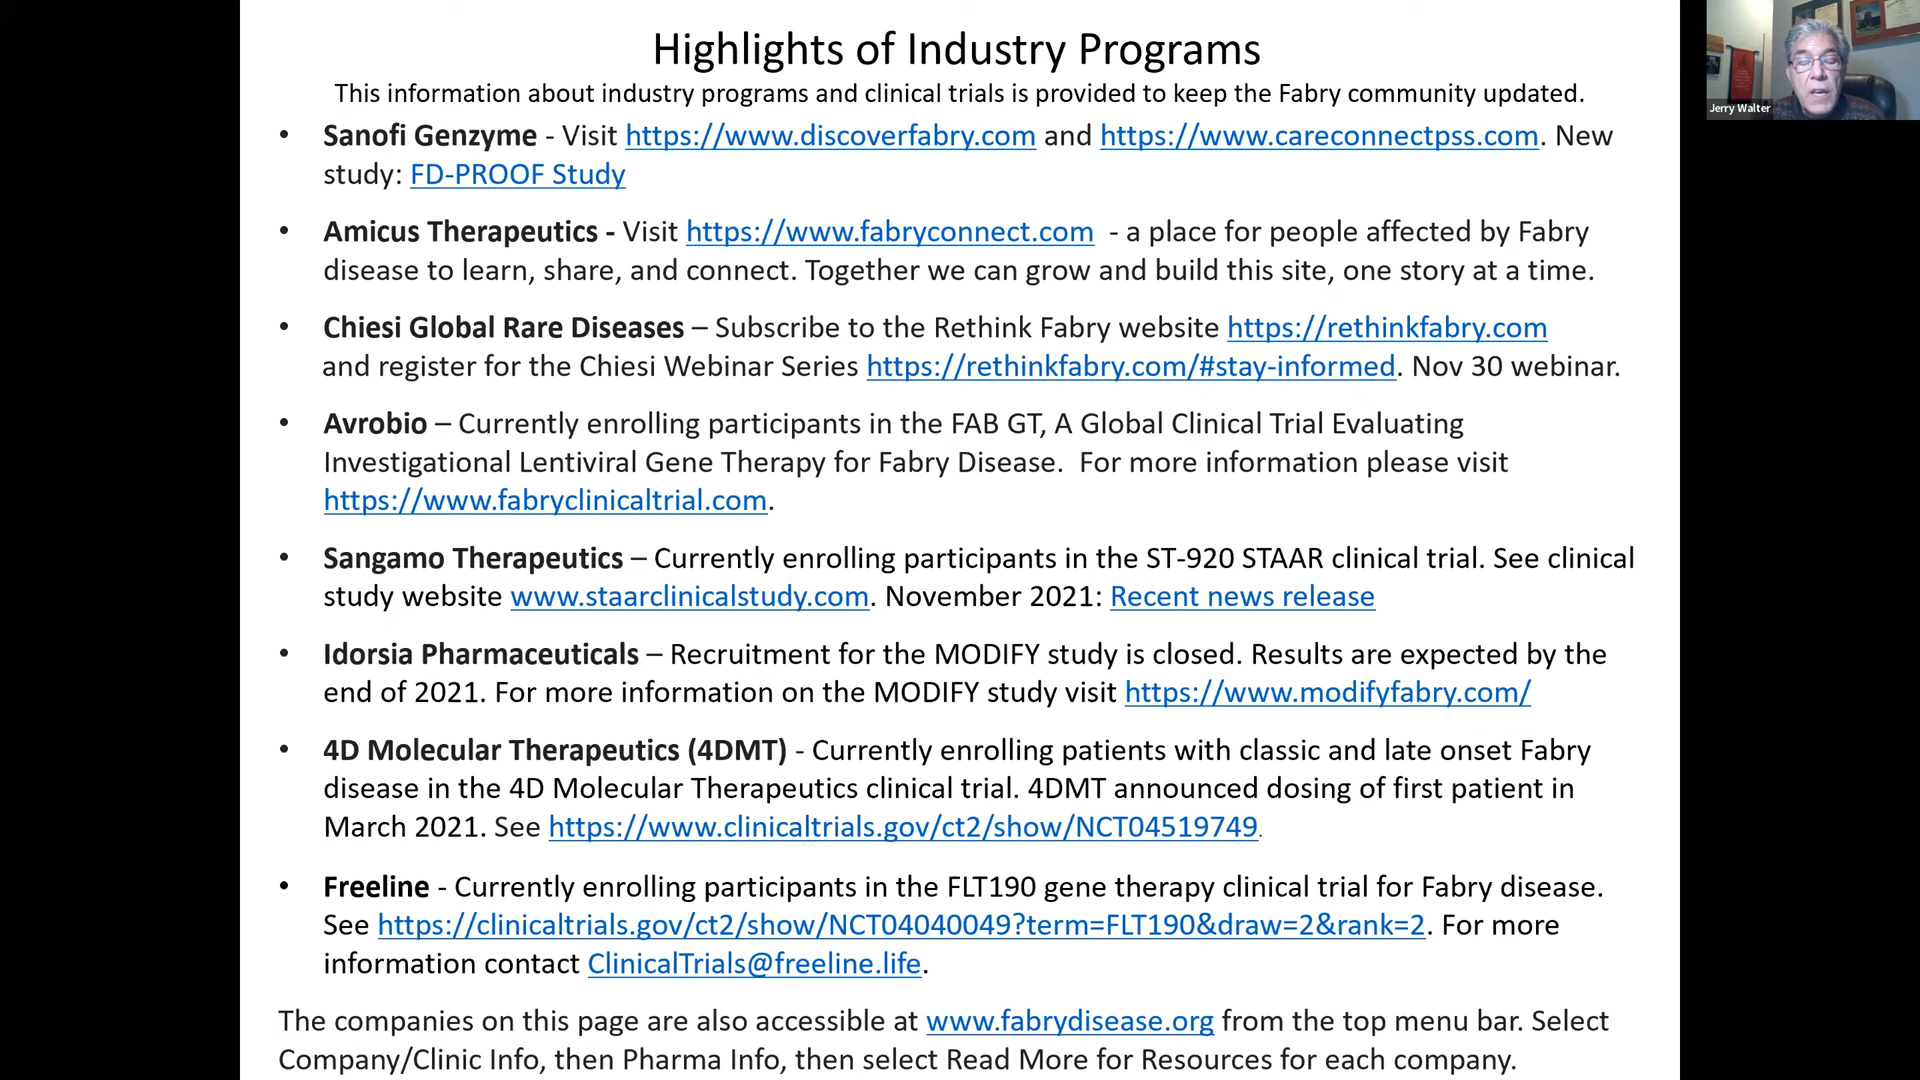 Highlights of Industry Programs
This information about industry programs and clinical trials is provided to keep the Fabry community updated.
Jerry Walter
• Sanofi Genzyme - Visit https://www.discoverfabry.com and https://www.careconnectpss.com. New
study: FD-PROOF Study
• Amicus Therapeutics - Visit https://www.fabryconnect.com - a place for people affected by Fabry
disease to learn, share, and connect. Together we can grow and build this site, one story at a time.
• Chiesi Global Rare Diseases – Subscribe to the Rethink Fabry website https://rethinkfabry.com
and register for the Chiesi Webinar Series https://rethinkfabry.com/#stay-informed. Nov 30 webinar.
• Avrobio – Currently enrolling participants in the FAB GT, A Global Clinical Trial Evaluating
Investigational Lentiviral Gene Therapy for Fabry Disease. For more information please visit
https://www.fabryclinicaltrial.com.
• Sangamo Therapeutics – Currently enrolling participants in the ST-920 STAAR clinical trial. See clinical
study website www.staarclinicalstudy.com. November 2021: Recent news release
• Idorsia Pharmaceuticals – Recruitment for the MODIFY study is closed. Results are expected by the
end of 2021. For more information on the MODIFY study visit https://www.modifyfabry.com/
• 4D Molecular Therapeutics (4DMT) - Currently enrolling patients with classic and late onset Fabry
disease in the 4D Molecular Therapeutics clinical trial. 4DMT announced dosing of first patient in
March 2021. See https://www.clinicaltrials.gov/ct2/show/NCT04519749.
• Freeline - Currently enrolling participants in the FLT190 gene therapy clinical trial for Fabry disease.
See https://clinicaltrials.gov/ct2/show/NCT04040049?term=FLT190&draw=2&rank=2. For more
information contact ClinicalTrials@freeline.life.
The companies on this page are also accessible at www.fabrydisease.org from the top menu bar. Select
Company/Clinic Info, then Pharma Info, then select Read More for Resources for each company.